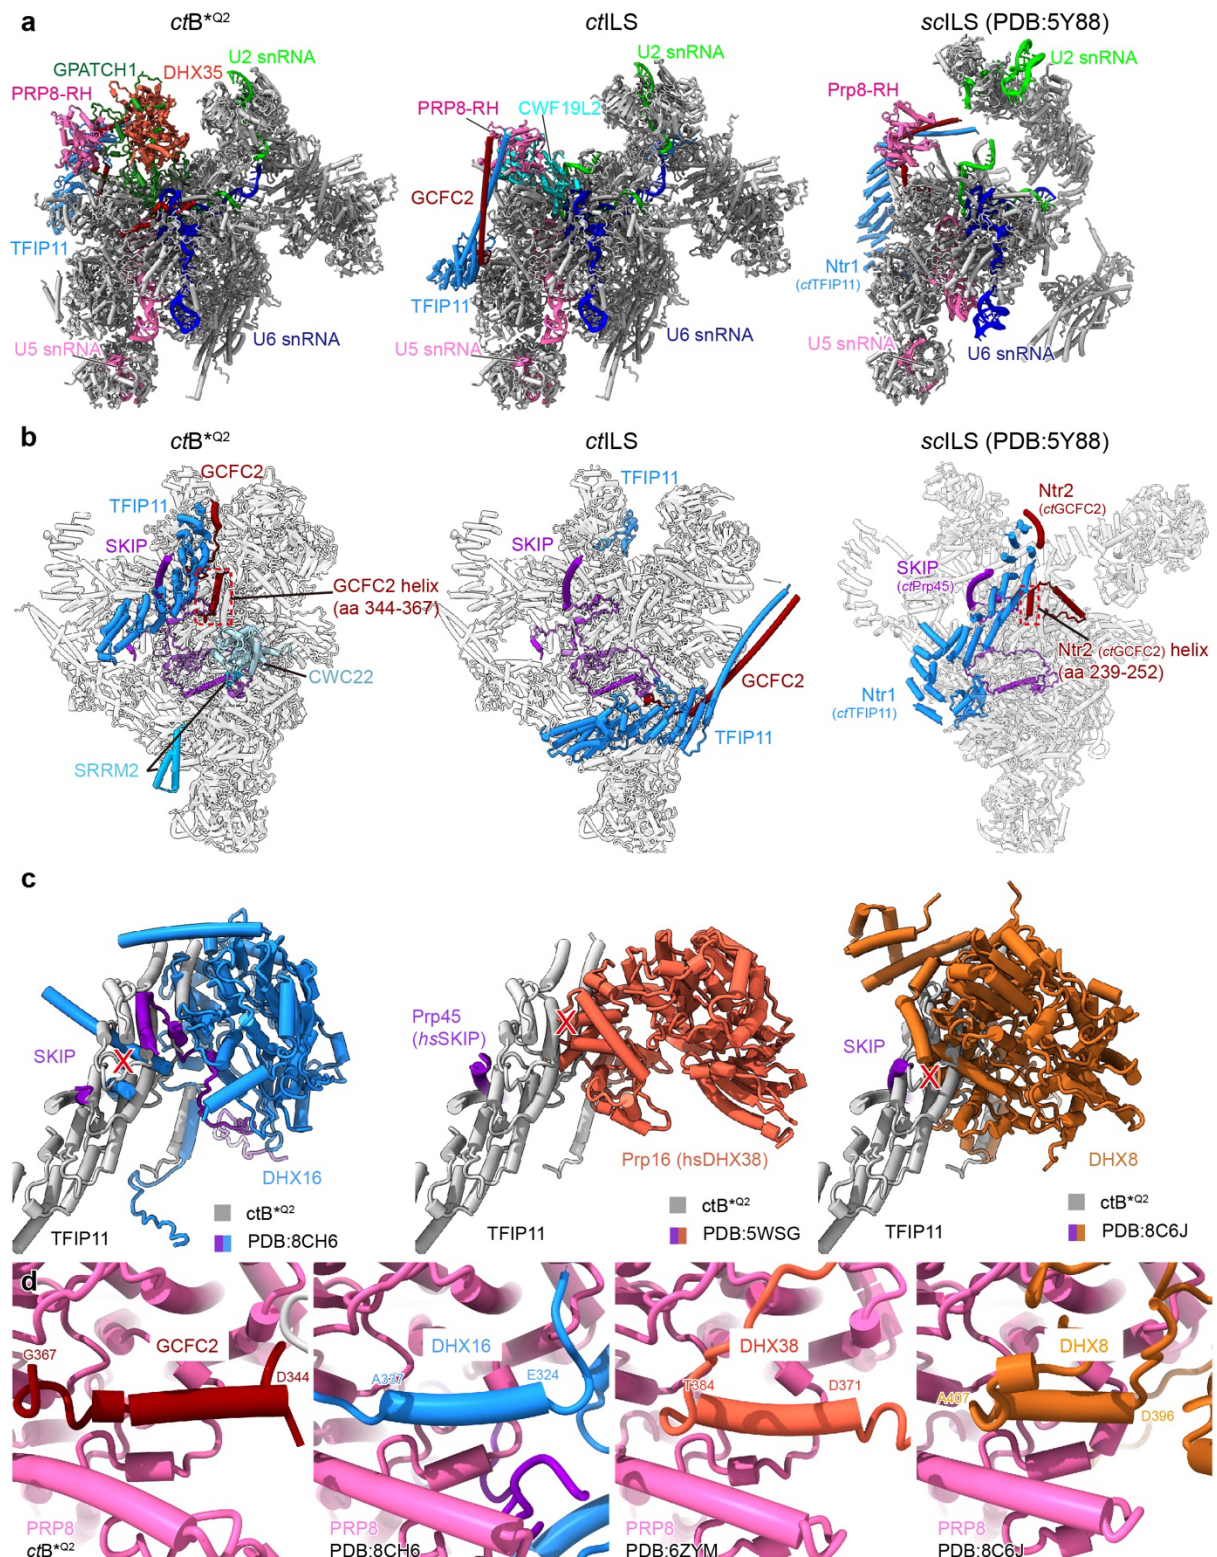 a
ctB*Q2
ctILS
scILS (PDB:5Y88)
GPATCH1
DHX35
U2 snRNA
PRP8-RH
TFIP11
U5 snRNA
U6 snRNA
U2 snRNA
PRP8-RH
CWF19L2
GCFC2
TFIP11
U5 snRNA
U6 snRNA
U2 snRNA
Prp8-RH
Ntr1
(ctTFIP11)
U5 snRNA
U6 snRNA
b
ctB*Q2
ctILS
scILS (PDB:5Y88)
GCFC2
TFIP11
SKIP
GCFC2 helix
(aa 344-367)
CWC22
SRRM2
TFIP11
SKIP
GCFC2
TFIP11
Ntr2
(ctGCFC2)
SKIP
(ctPrp45)
Ntr2 (ctGCFC2) helix
(aa 239-252)
Ntr1
(ctTFIP11)
c
SKIP
X
DHX16
TFIP11
ctB*Q2
PDB:8CH6
Prp45
(hsSKIP)
X
Prp16 (hsDHX38)
TFIP11
ctB*Q2
PDB:5WSG
SKIP
X
DHX8
TFIP11
ctB*Q2
PDB:8C6J
d
GCFC2
G367
D344
PRP8
ctB*Q2
DHX16
A337
E324
PRP8
PDB:8CH6
DHX38
T384
D371
PRP8
PDB:6ZYM
DHX8
A407
D396
PRP8
PDB:8C6J